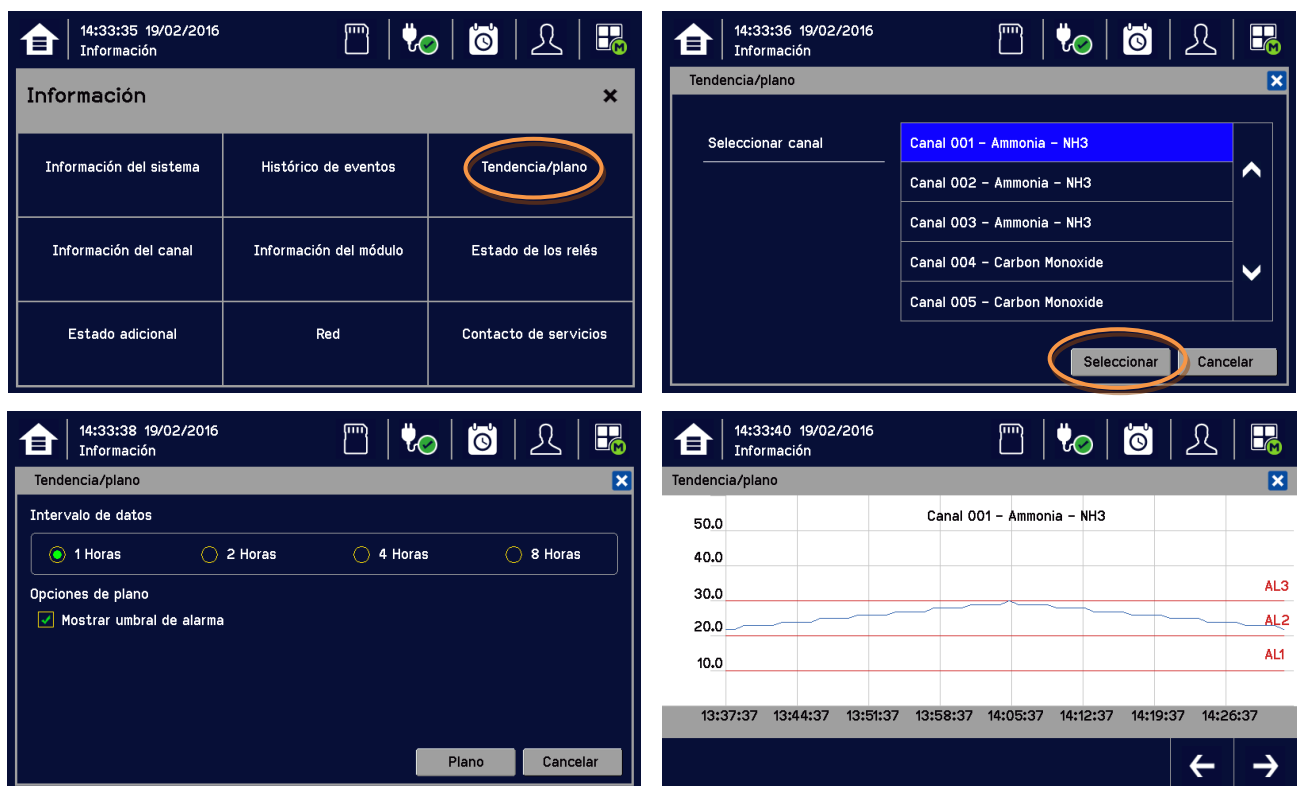 14:33:35 19/02/2016
Información
Información
Información del sistema
Histórico de eventos
Tendencia/plano
Información del canal
Información del módulo
Estado de los relés
Estado adicional
Red
Contacto de servicios
14:33:36 19/02/2016
Información
Tendencia/plano
Seleccionar canal
Canal 001 - Ammonia - NH3
Canal 002 - Ammonia - NH3
Canal 003 - Ammonia - NH3
Canal 004 - Carbon Monoxide
Canal 005 - Carbon Monoxide
Seleccionar
Cancelar
14:33:38 19/02/2016
Información
Tendencia/plano
Intervalo de datos
1 Horas
2 Horas
4 Horas
8 Horas
Opciones de plano
Mostrar umbral de alarma
Plano
Cancelar
14:33:40 19/02/2016
Información
Tendencia/plano
Canal 001 - Ammonia - NH3
50.0
40.0
30.0
20.0
10.0
AL3
AL2
AL1
13:37:37 13:44:37 13:51:37 13:58:37 14:05:37 14:12:37 14:19:37 14:26:37